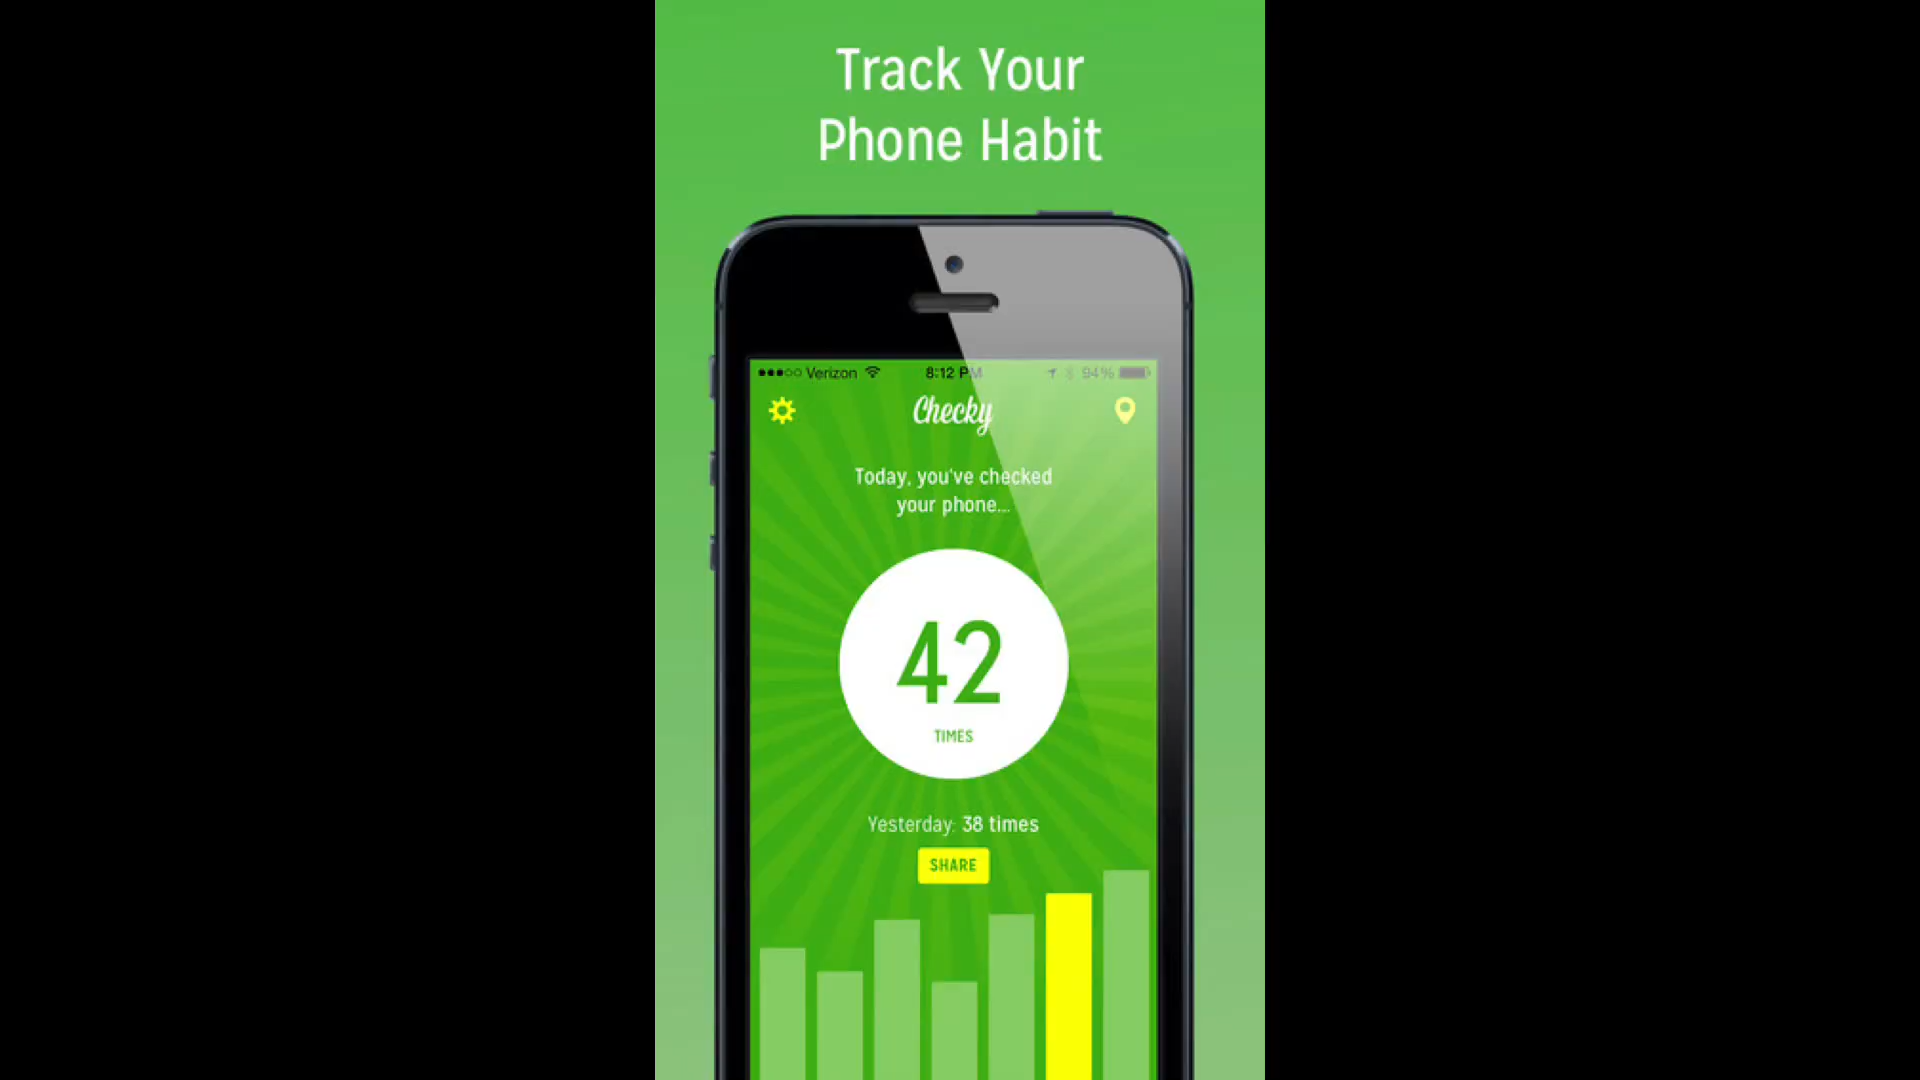 Track Your
Phone Habit
Verizon 8:12 PM 94%
Checky
Today, you've checked
your phone...
42
TIMES
Yesterday: 38 times
SHARE